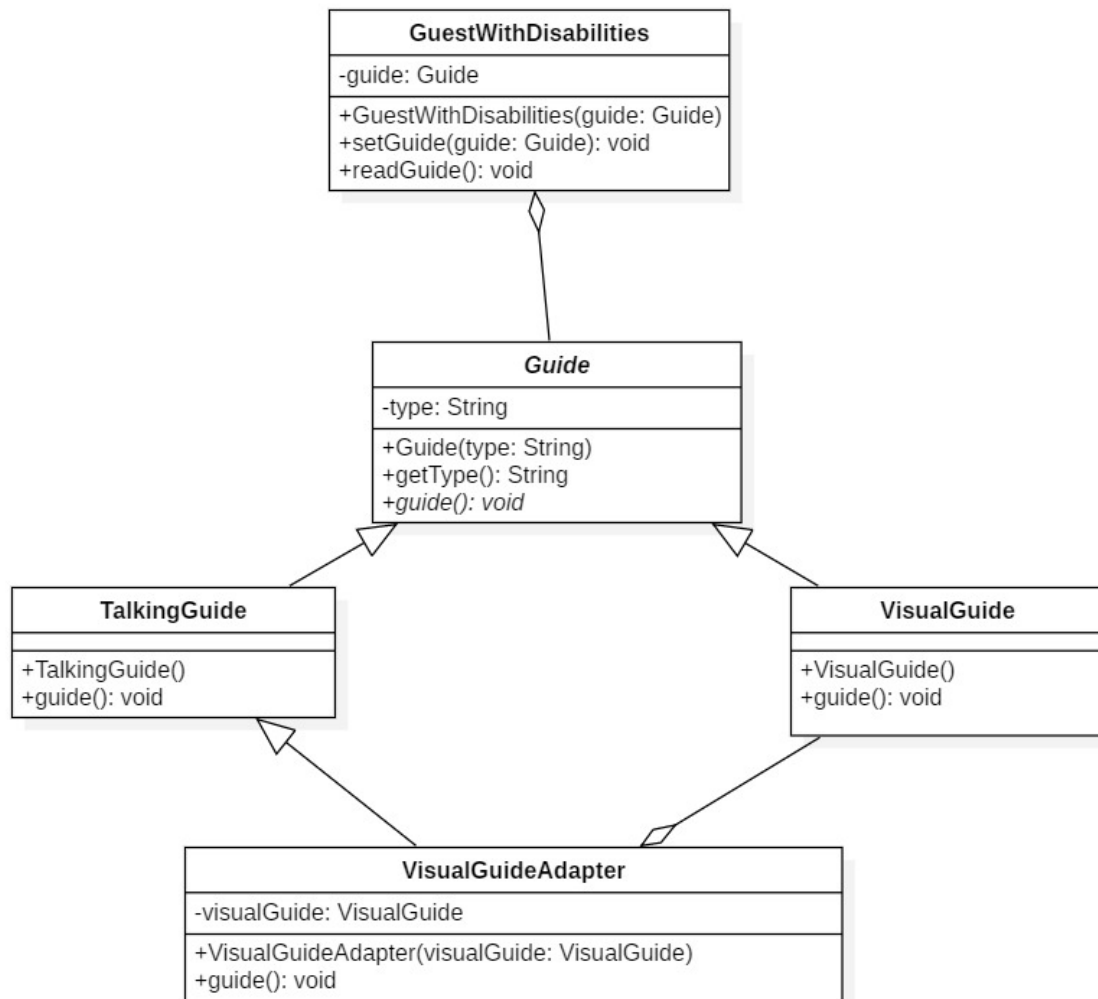 GuestWithDisabilities
-guide: Guide
+GuestWithDisabilities(guide: Guide)
+setGuide(guide: Guide): void
+readGuide(): void
Guide
-type: String
+Guide(type: String)
+getType(): String
+guide(): void
TalkingGuide
+TalkingGuide()
+guide(): void
VisualGuide
+VisualGuide()
+guide(): void
VisualGuideAdapter
-visualGuide: VisualGuide
+VisualGuideAdapter(visualGuide: VisualGuide)
+guide(): void